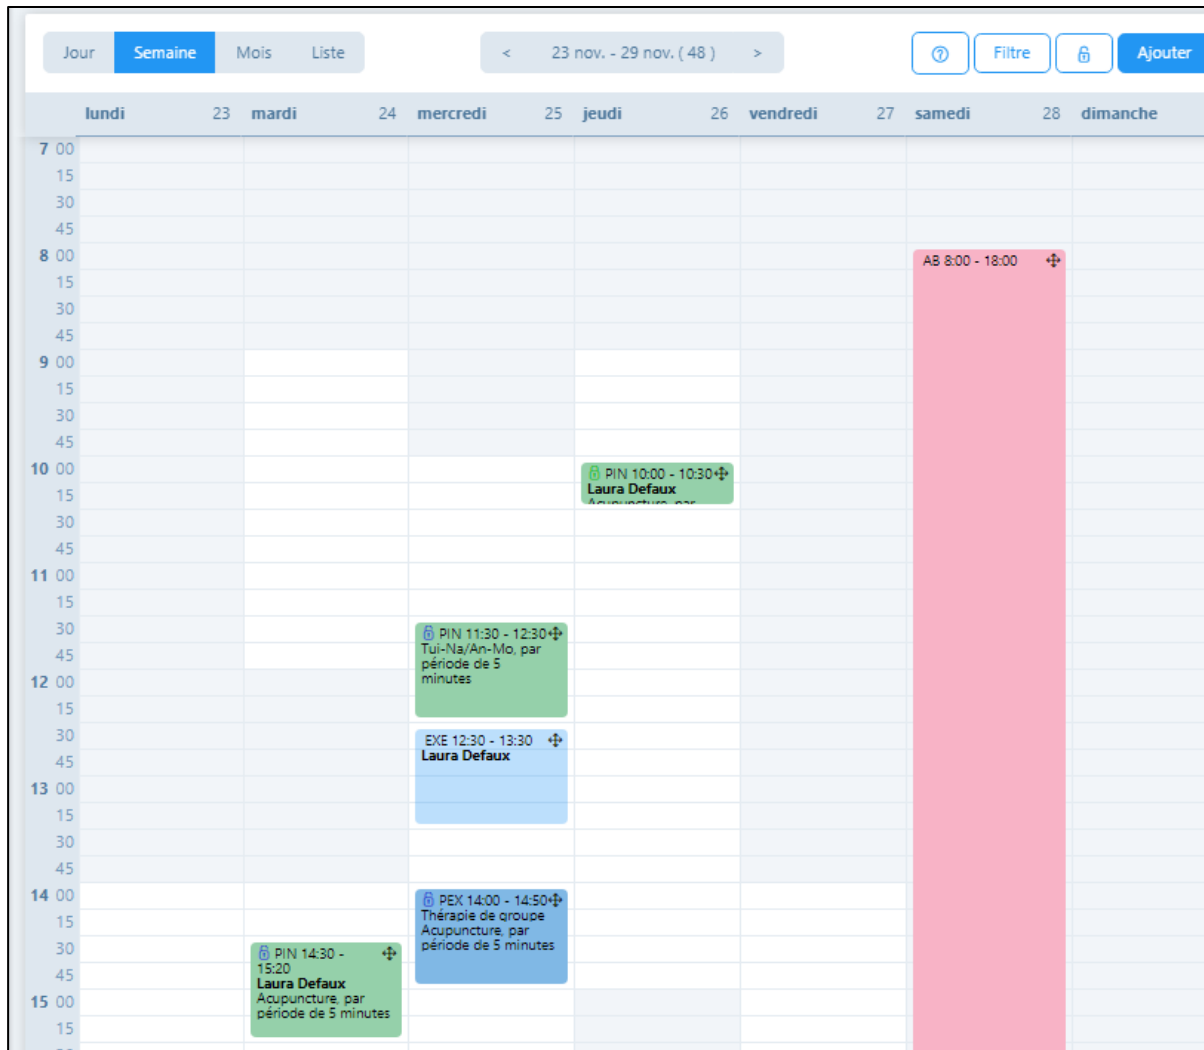 Jour Semaine Mois Liste < 23 nov. - 29 nov. ( 48 ) > ? Filtre Ajouter
lundi 23 mardi 24 mercredi 25 jeudi 26 vendredi 27 samedi 28 dimanche
7 00
15
30
45
8 00
AB 8:00 - 18:00
15
30
45
9 00
15
30
45
10 00
PIN 10:00 - 10:30
Laura Defaux
Acupuncture, par
15
30
45
11 00
15
30
PIN 11:30 - 12:30
Tui-Na/An-Mo, par
période de 5
minutes
45
12 00
15
30
EXE 12:30 - 13:30
Laura Defaux
45
13 00
15
30
45
14 00
PEX 14:00 - 14:50
Thérapie de groupe
Acupuncture, par
période de 5 minutes
15
30
PIN 14:30 -
15:20
Laura Defaux
Acupuncture, par
période de 5 minutes
45
15 00
15